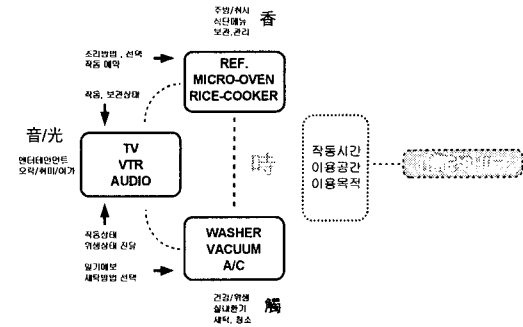 주방/취사
식단메뉴
보관,관리
香
조리방법 , 선택
작동 예약
REF.
MICRO-OVEN
RICE-COOKER
작동, 보관상태
音/光
엔터테인먼트
오락/취미/여가
TV
VTR
AUDIO
時
작동시간
이용공간
이용목적
작동상태
위생상태 진달
일기예보
세탁방법 선택
WASHER
VACUUM
A/C
건강/위생
실내환기
세탁, 청소
觸